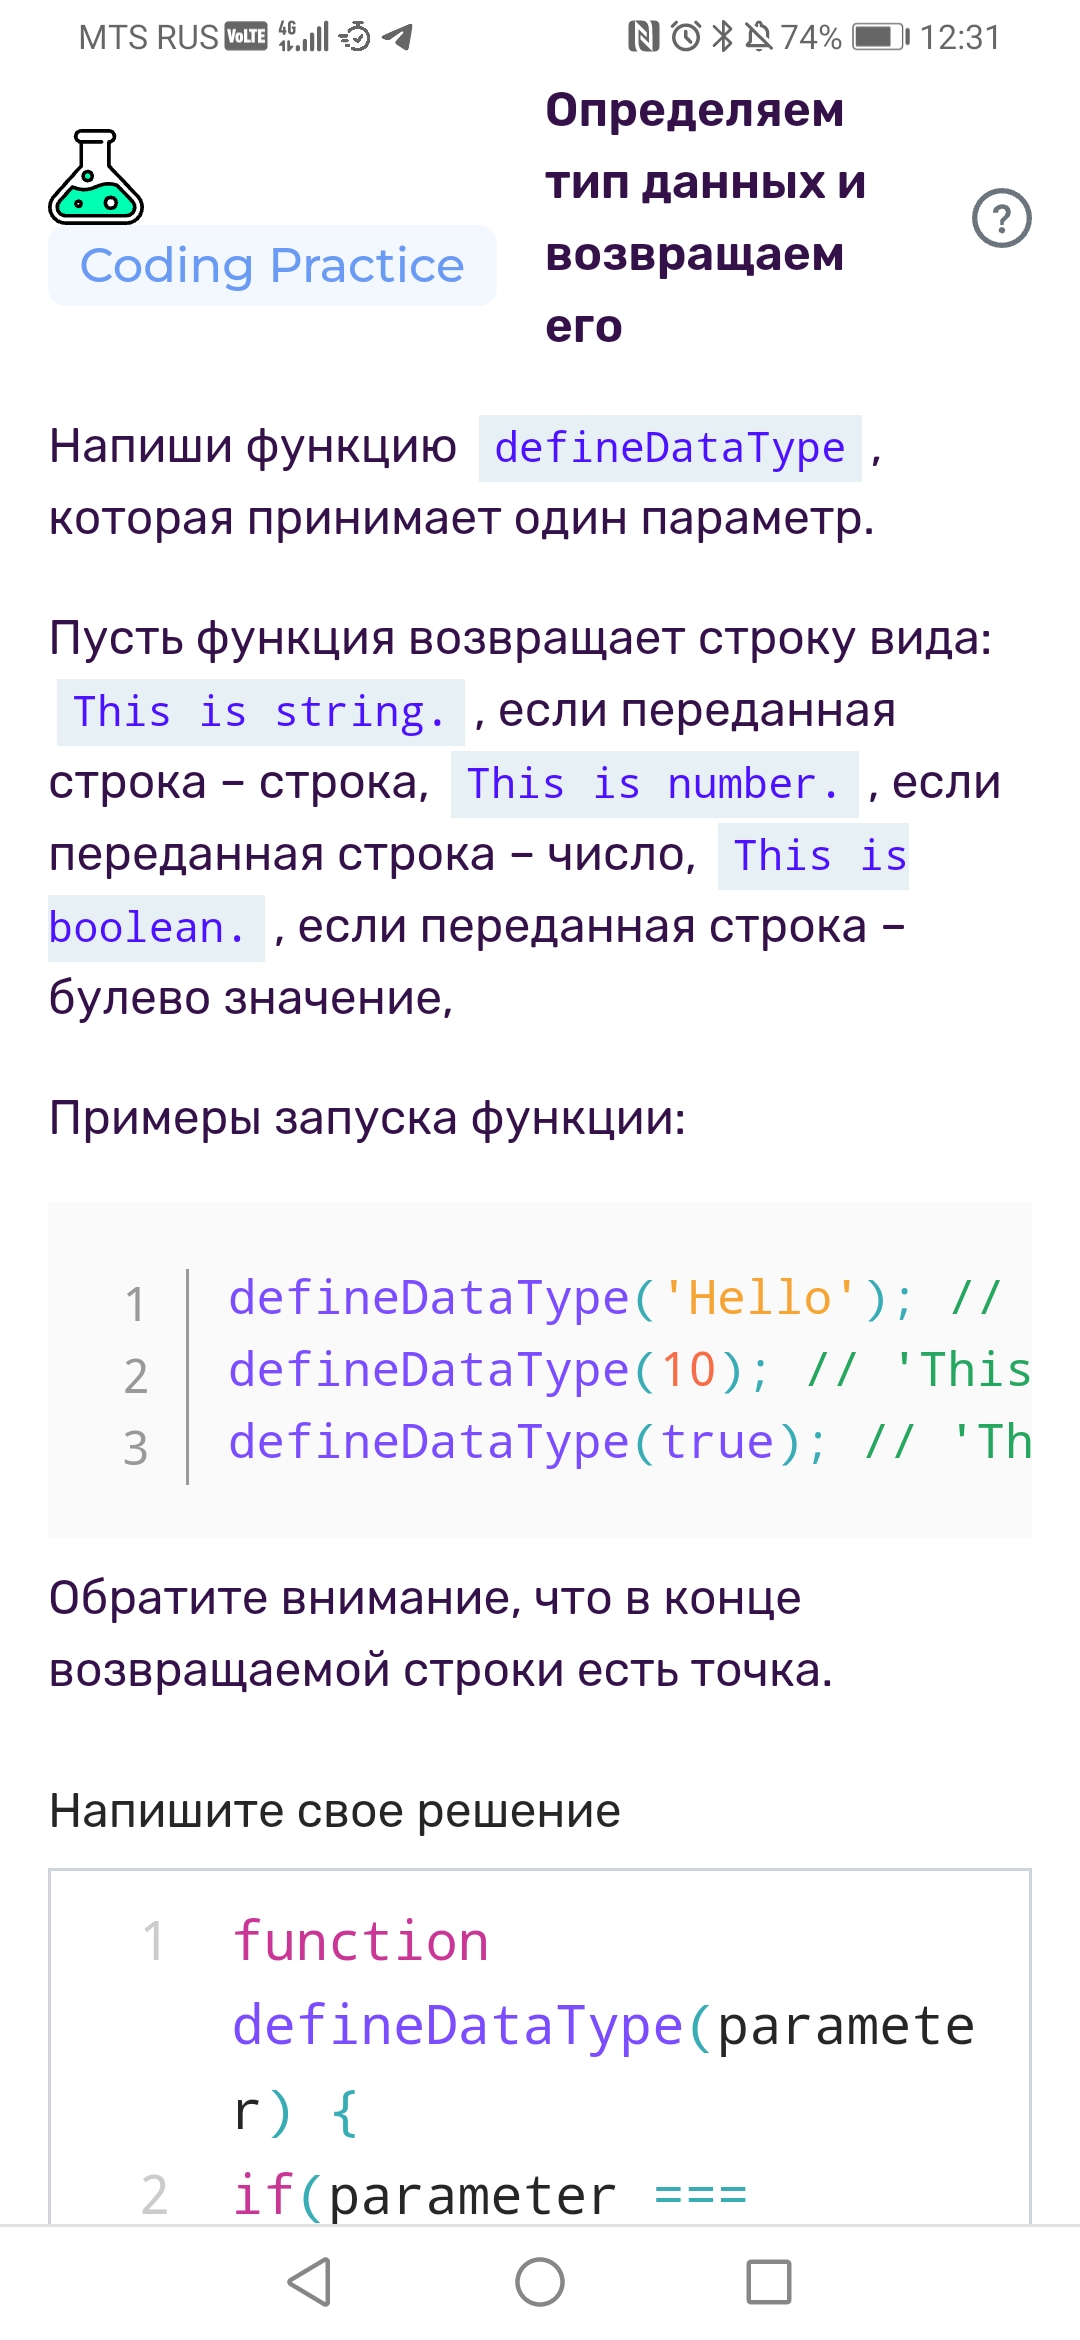 MTS RUS VoLTE 4G 74% 12:31
Определяем
тип данных и
возвращаем
его
?
Coding Practice
Напиши функцию defineDataType ,
которая принимает один параметр.
Пусть функция возвращает строку вида:
This is string. , если переданная
строка – строка, This is number. , если
переданная строка – число, This is
boolean. , если переданная строка –
булево значение,
Примеры запуска функции:
1 defineDataType('Hello'); //
2 defineDataType(10); // 'This
3 defineDataType(true); // 'Th
Обратите внимание, что в конце
возвращаемой строки есть точка.
Напишите свое решение
1 function
defineDataType(paramete
r) {
2 if(parameter ===